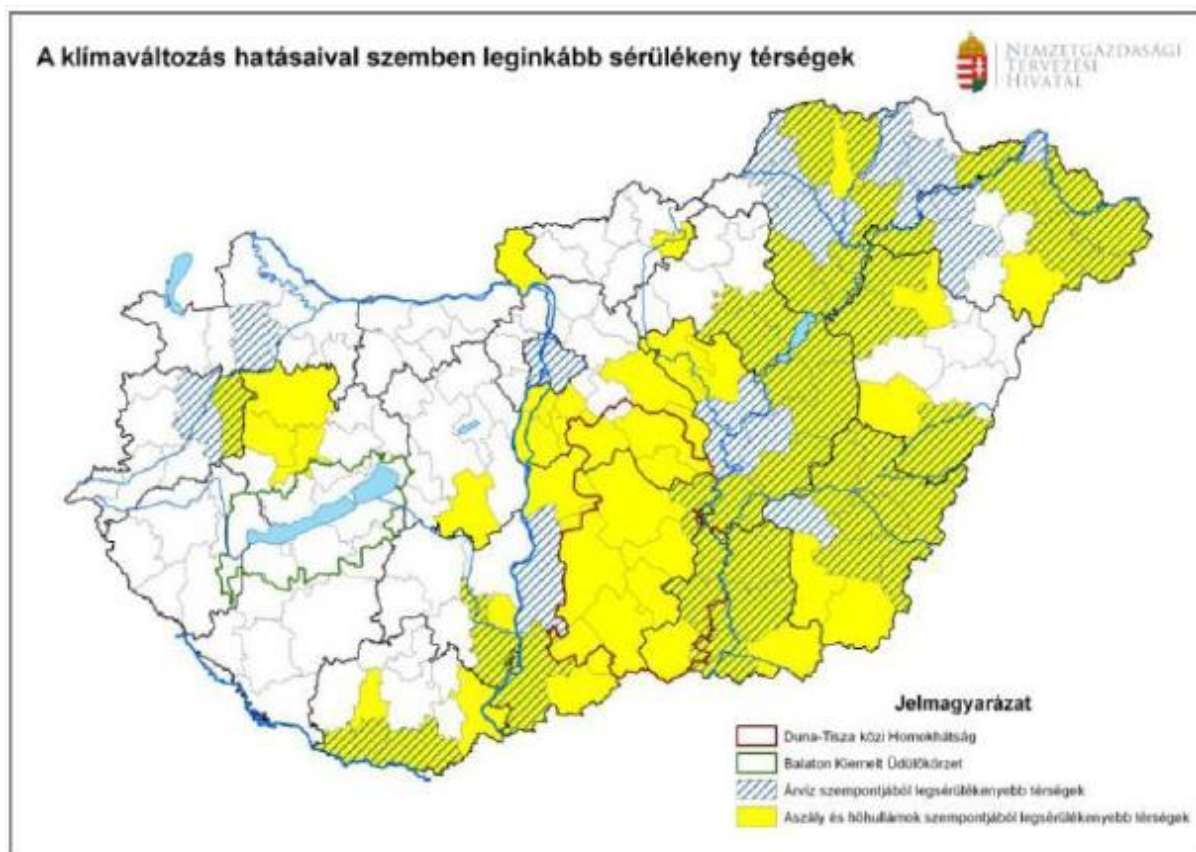 A klímaváltozás hatásaival szemben leginkább sérülékeny térségek
NEMZETGAZDASÁGI
TERVEZÉSI
HIVATAL
Jelmagyarázat
Duna-Tisza közi Homokhátság
Balaton Kiemelt Üdülőkörzet
Árvíz szempontjából legsérülékenyebb térségek
Aszály és hőhullámok szempontjából legsérülékenyebb térségek